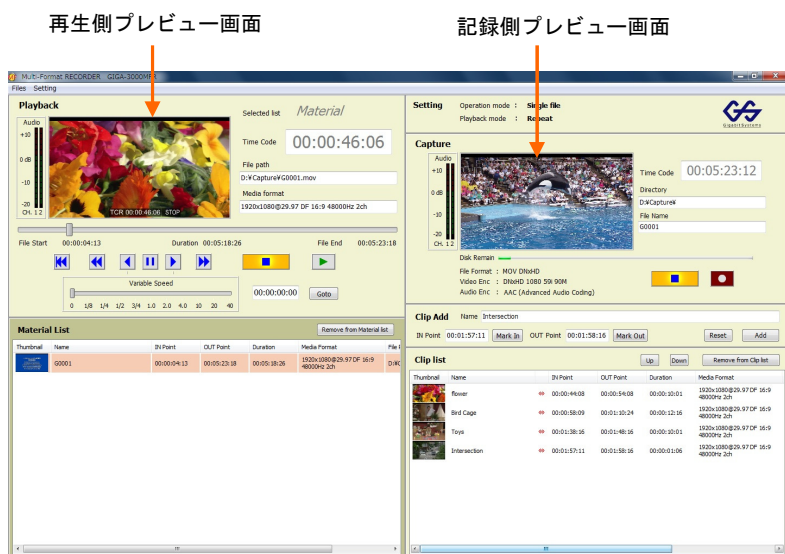 再生側プレビュー画面
記録側プレビュー画面
Multi-Format RECORDER GIGA-3000MFR
Files Setting
Playback
Audio
+10
0 dB
-10
-20
CH. 1 2
TCR 00:00:46:06 STOP
Selected list Material
Time Code 00:00:46:06
File path
D:¥Capture¥G0001.mov
Media format
1920x1080@29.97 DF 16:9 48000Hz 2ch
File Start 00:00:04:13 Duration 00:05:18:26 File End 00:05:23:18
Variable Speed
0 1/8 1/4 1/2 3/4 1.0 2.0 4.0 10 20 40
00:00:00:00 Goto
Material List Remove from Material list
Thumbnail Name IN Point OUT Point Duration Media Format File
G0001 00:00:04:13 00:05:23:18 00:05:18:26 1920x1080@29.97 DF 16:9
48000Hz 2ch
Setting Operation mode : Single file
Playback mode : Repeat
GigabitSystems
Capture
Audio
+10
0 dB
-10
-20
CH. 1 2
Time Code 00:05:23:12
Directory
D:¥Capture¥
File Name
G0001
Disk Remain
File Format : MOV DNxHD
Video Enc : DNxHD 1080 59i 90M
Audio Enc : AAC (Advanced Audio Coding)
Clip Add Name Intersection
IN Point 00:01:57:11 Mark In OUT Point 00:01:58:16 Mark Out Reset Add
Clip list Up Down Remove from Clip list
Thumbnail Name IN Point OUT Point Duration Media Format
flower 00:00:44:08 00:00:54:08 00:00:10:01 1920x1080@29.97 DF 16:9
48000Hz 2ch
Bird Cage 00:00:58:09 00:01:10:24 00:00:12:16 1920x1080@29.97 DF 16:9
48000Hz 2ch
Toys 00:01:38:16 00:01:48:16 00:00:10:01 1920x1080@29.97 DF 16:9
48000Hz 2ch
Intersection 00:01:57:11 00:01:58:16 00:00:01:06 1920x1080@29.97 DF 16:9
48000Hz 2ch